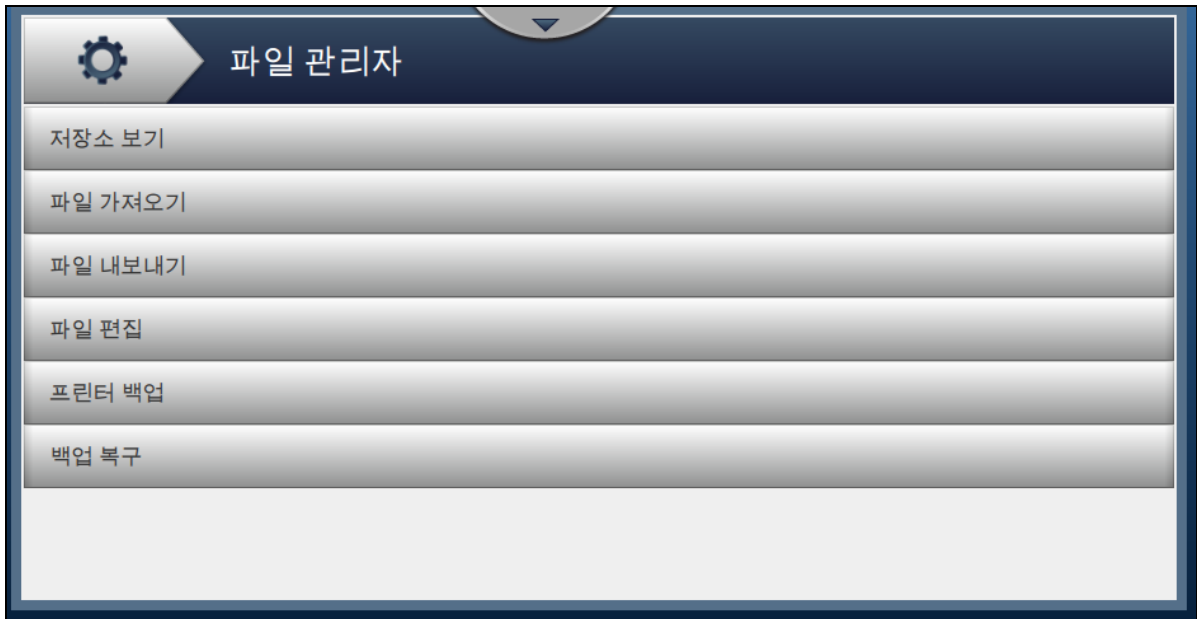 파일 관리자
저장소 보기
파일 가져오기
파일 내보내기
파일 편집
프린터 백업
백업 복구